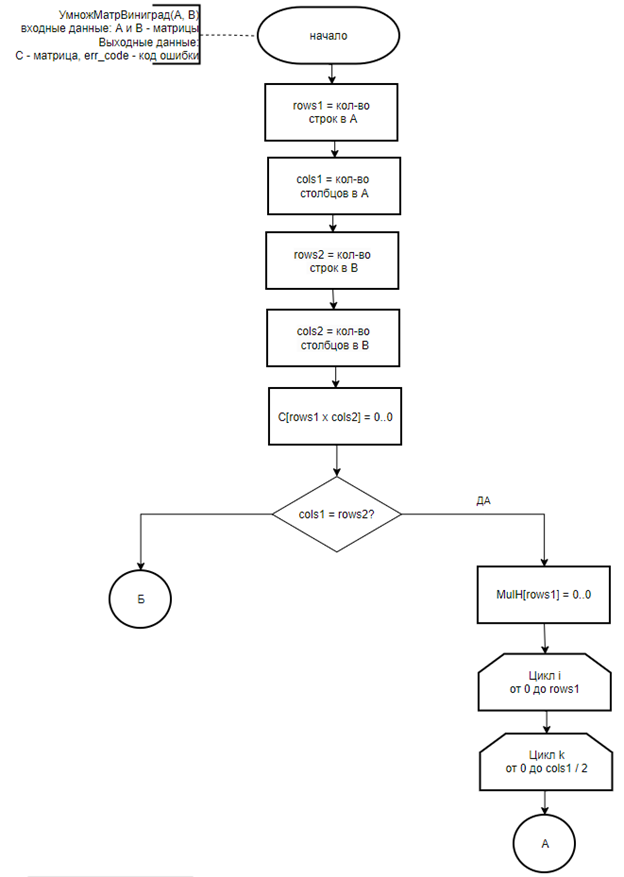 УмножМатрВиниград(A, B)
входные данные: A и B - матрицы
Выходные данные:
C - матрица, err_code - код ошибки
начало
rows1 = кол-во
строк в A
cols1 = кол-во
столбцов в A
rows2 = кол-во
строк в B
cols2 = кол-во
столбцов в B
C[rows1 x cols2] = 0..0
cols1 = rows2?
ДА
Б
MulH[rows1] = 0..0
Цикл i
от 0 до rows1
Цикл k
от 0 до cols1 / 2
А